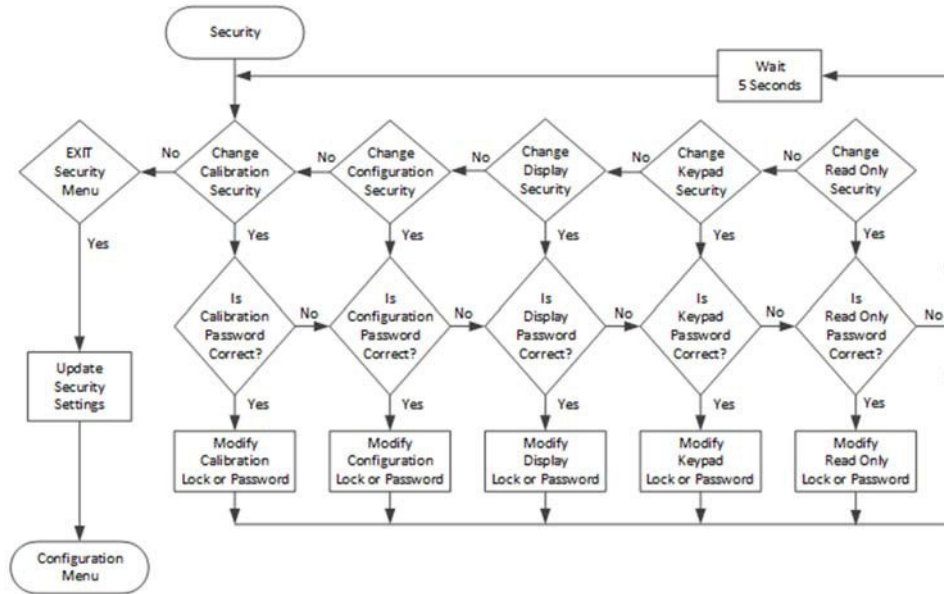 Security
Wait
5 Seconds
EXIT
Security
Menu
No
Change
Calibration
Security
No
Change
Configuration
Security
No
Change
Display
Security
No
Change
Keypad
Security
No
Change
Read Only
Security
Yes
Yes
Yes
Yes
Yes
Yes
Is
Calibration
Password
Correct?
No
Is
Configuration
Password
Correct?
No
Is
Display
Password
Correct?
No
Is
Keypad
Password
Correct?
No
Is
Read Only
Password
Correct?
No
Update
Security
Settings
Yes
Yes
Yes
Yes
Yes
Modify
Calibration
Lock or Password
Modify
Configuration
Lock or Password
Modify
Display
Lock or Password
Modify
Keypad
Lock or Password
Modify
Read Only
Lock or Password
Configuration
Menu